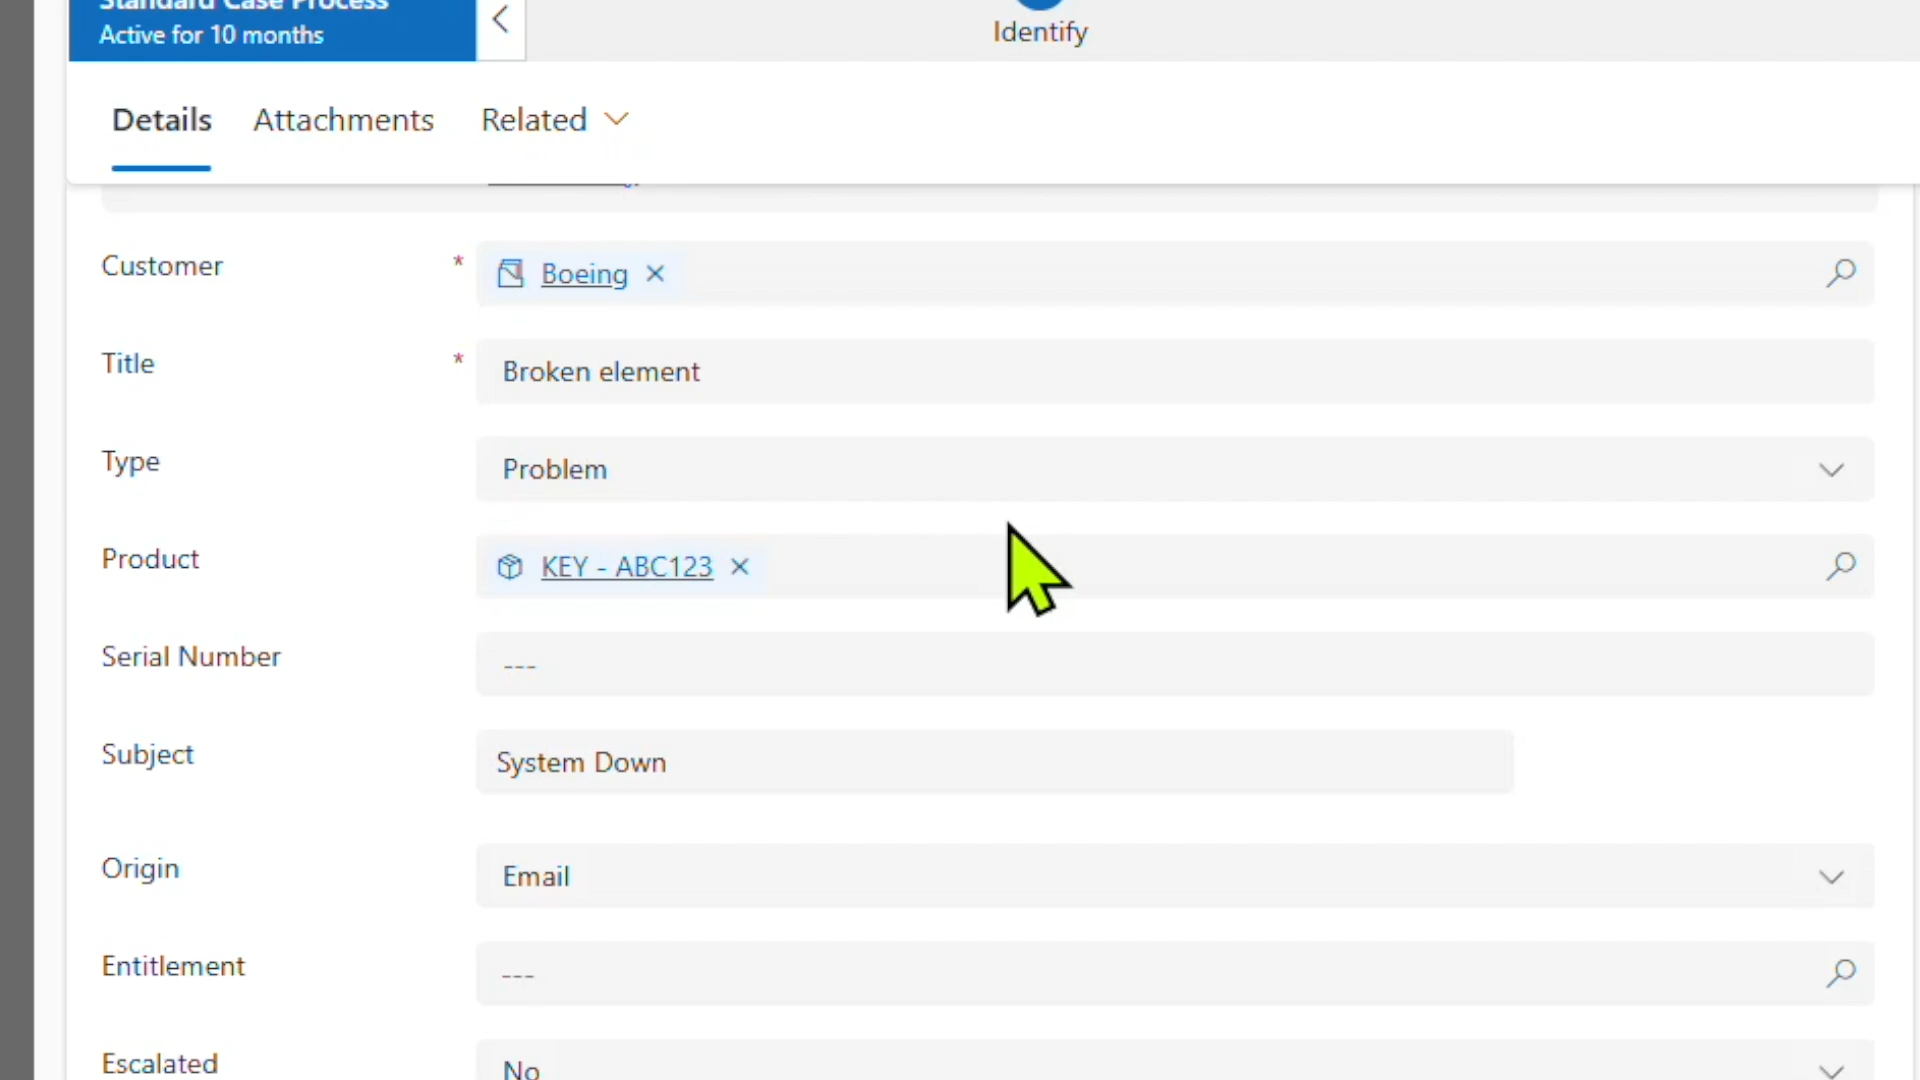 Standard Case Process
Active for 10 months
Identify
Details Attachments Related
Customer * Boeing
Title * Broken element
Type Problem
Product KEY - ABC123
Serial Number ---
Subject System Down
Origin Email
Entitlement ---
Escalated No